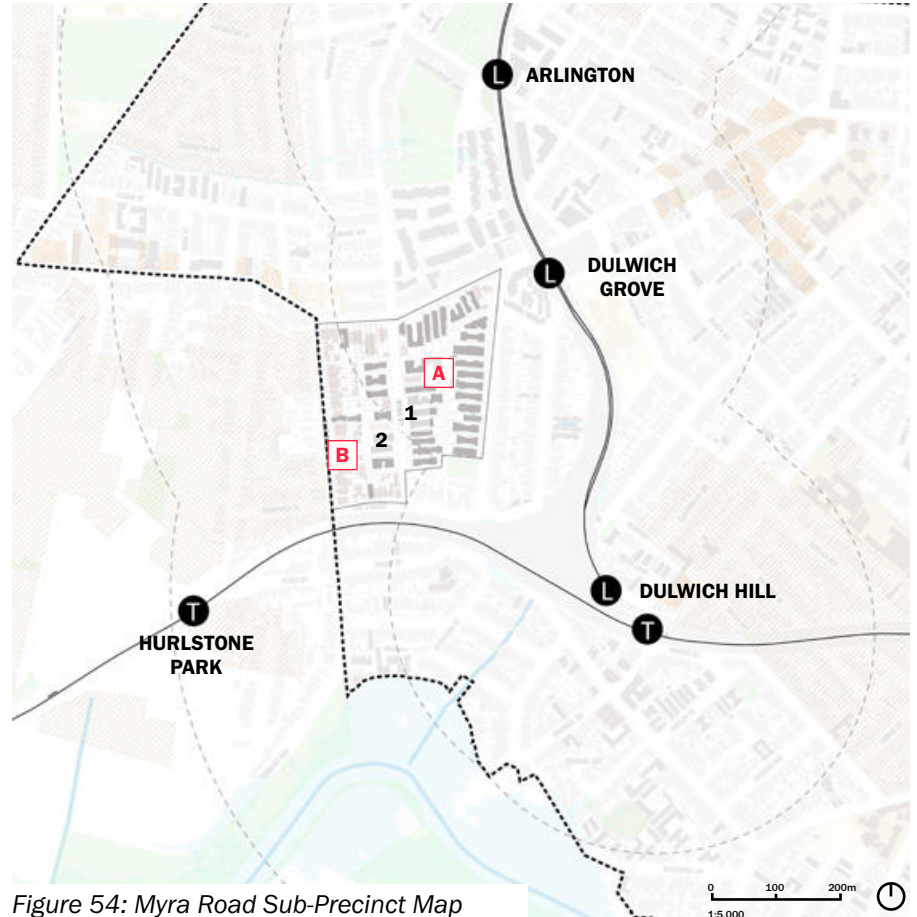 L ARLINGTON
L DULWICH
GROVE
A
1
2
B
L DULWICH HILL
T
T
HURLSTONE
PARK
0 100 200m
1:5,000
Figure 54: Myra Road Sub-Precinct Map